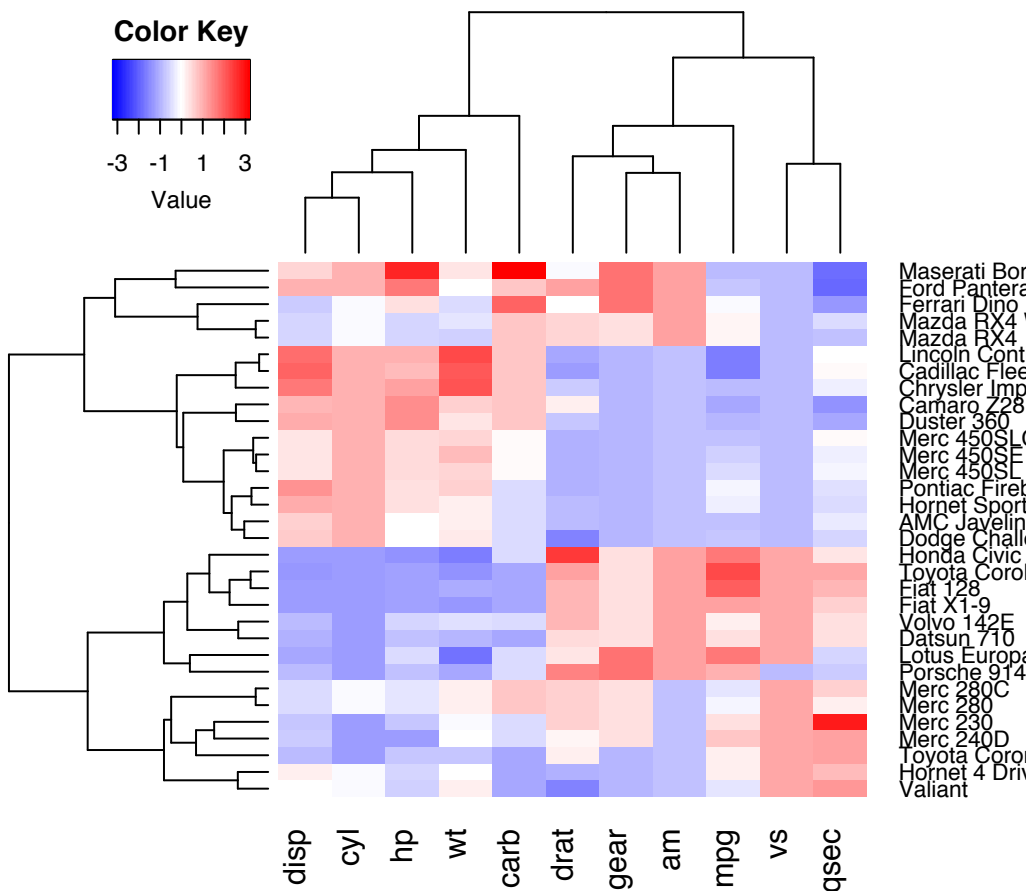 Color Key
-3 -1 1 3
Value
Maserati Bor
Ford Pantera
Ferrari Dino
Mazda RX4 W
Mazda RX4
Lincoln Cont
Cadillac Flee
Chrysler Imp
Camaro Z28
Duster 360
Merc 450SLC
Merc 450SE
Merc 450SL
Pontiac Fireb
Hornet Sport
AMC Javelin
Dodge Challe
Honda Civic
Toyota Corol
Fiat 128
Fiat X1-9
Volvo 142E
Datsun 710
Lotus Europa
Porsche 914
Merc 280C
Merc 280
Merc 230
Merc 240D
Toyota Coron
Hornet 4 Driv
Valiant
disp cyl hp wt carb drat gear am mpg vs qsec